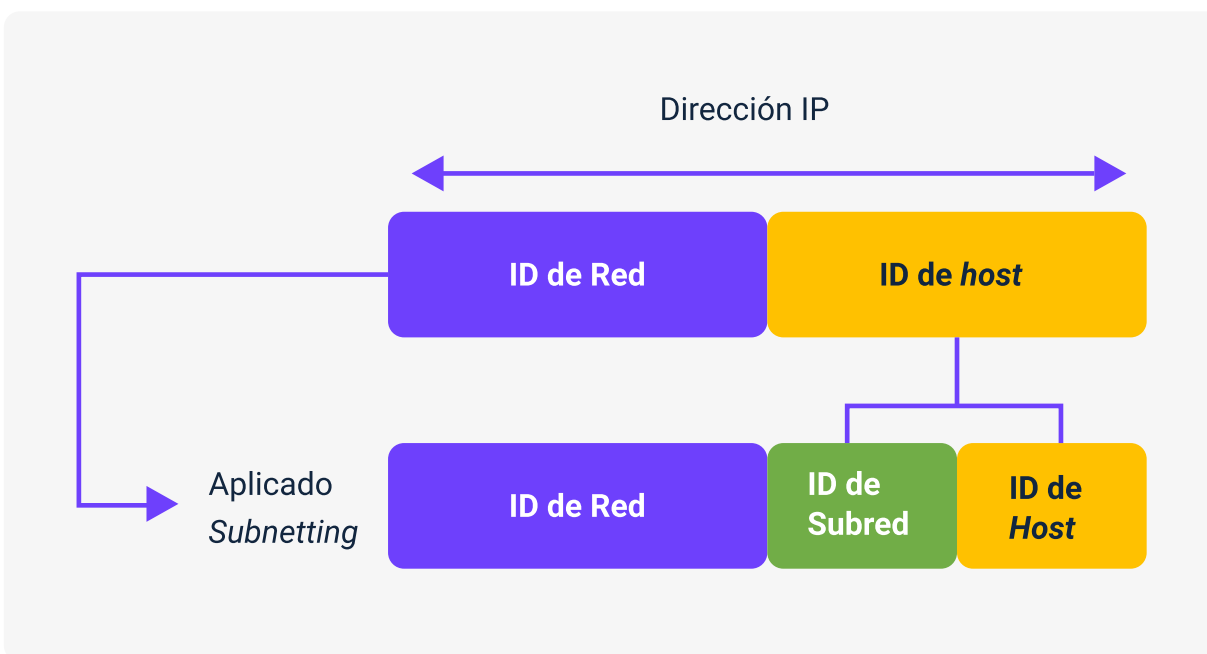 Dirección IP
ID de Red
ID de host
Aplicado
Subnetting
ID de Red
ID de
Subred
ID de
Host